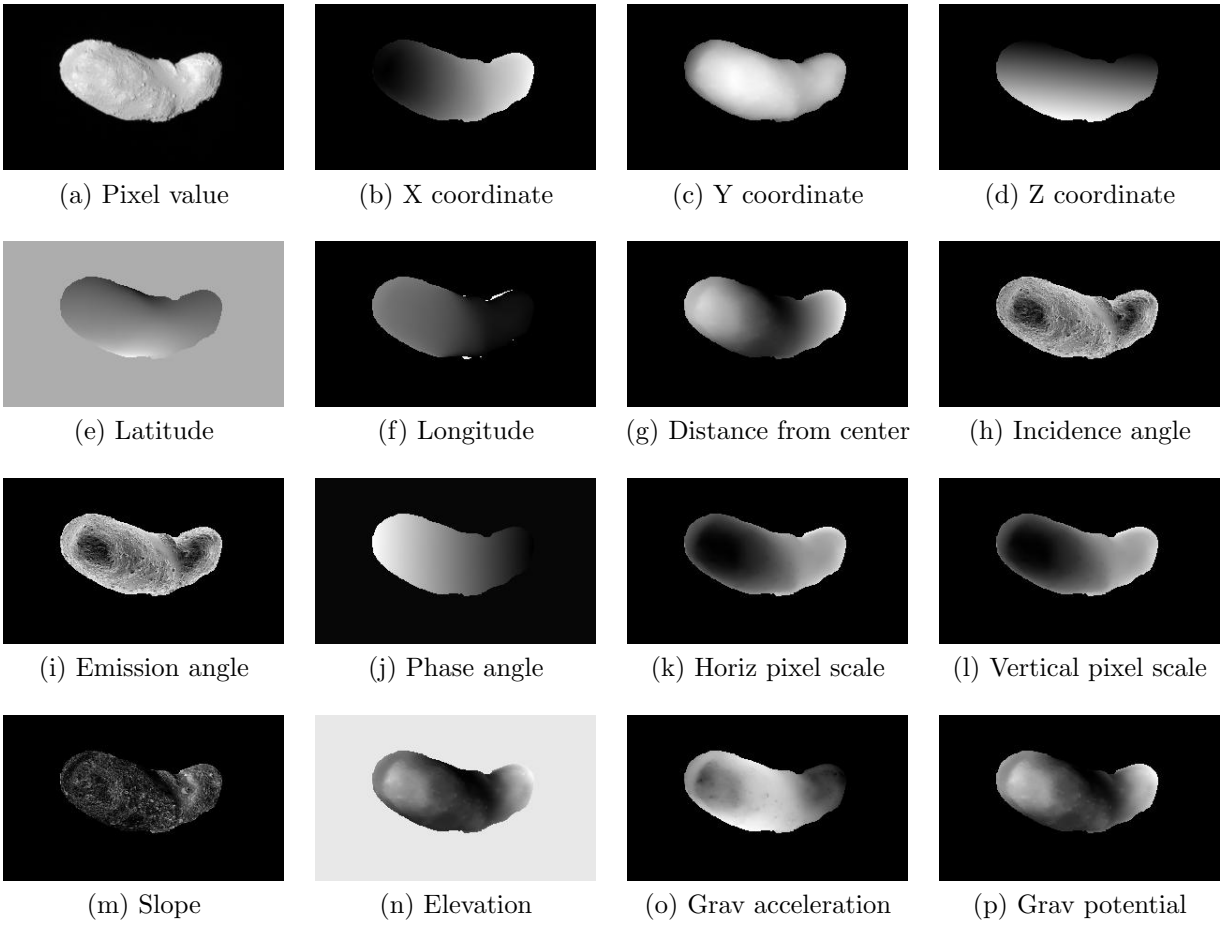 (a) Pixel value
(b) X coordinate
(c) Y coordinate
(d) Z coordinate
(e) Latitude
(f) Longitude
(g) Distance from center
(h) Incidence angle
(i) Emission angle
(j) Phase angle
(k) Horiz pixel scale
(l) Vertical pixel scale
(m) Slope
(n) Elevation
(o) Grav acceleration
(p) Grav potential